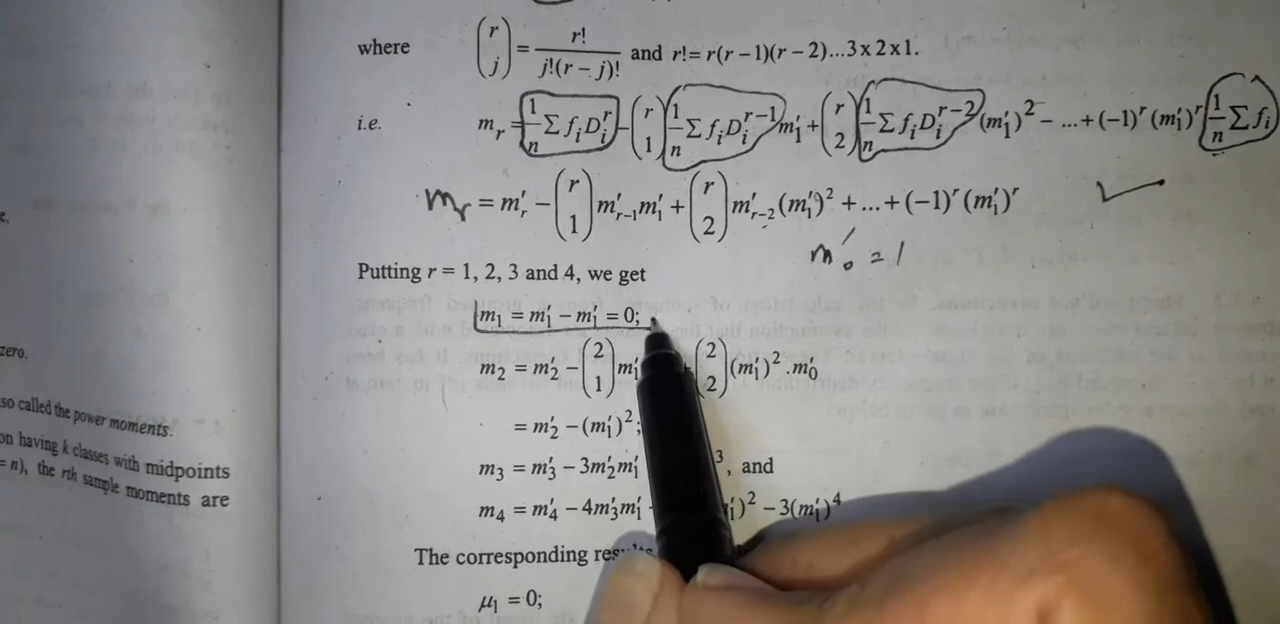 where (r j) = r! / j!(r – j)! and r!= r(r – 1)(r – 2)...3 x 2 x 1.
i.e. m_r = 1/n Σ f_i D_i^r – (r 1) 1/n Σ f_i D_i^{r–1} m′_1 + (r 2) 1/n Σ f_i D_i^{r–2} (m′_1)^2 – ...+(–1)^r (m′_1)^r 1/n Σ f_i
m_r = m′_r – (r 1) m′_{r–1} m′_1 + (r 2) m′_{r–2} (m′_1)^2 +...+(–1)^r (m′_1)^r
m′_0 = 1
Putting r = 1, 2, 3 and 4, we get
m_1 = m′_1 – m′_1 = 0;
m_2 = m′_2 – (2 1) m′_1 (2 2) (m′_1)^2 .m′_0
= m′_2 – (m′_1)^2;
m_3 = m′_3 – 3m′_2 m′_1 3, and
m_4 = m′_4 – 4m′_3 m′_1 )^2 – 3(m′_1)^4
The corresponding
μ_1 = 0;
e,
zero.
so called the power moments.
on having k classes with midpoints
= n), the rth sample moments are